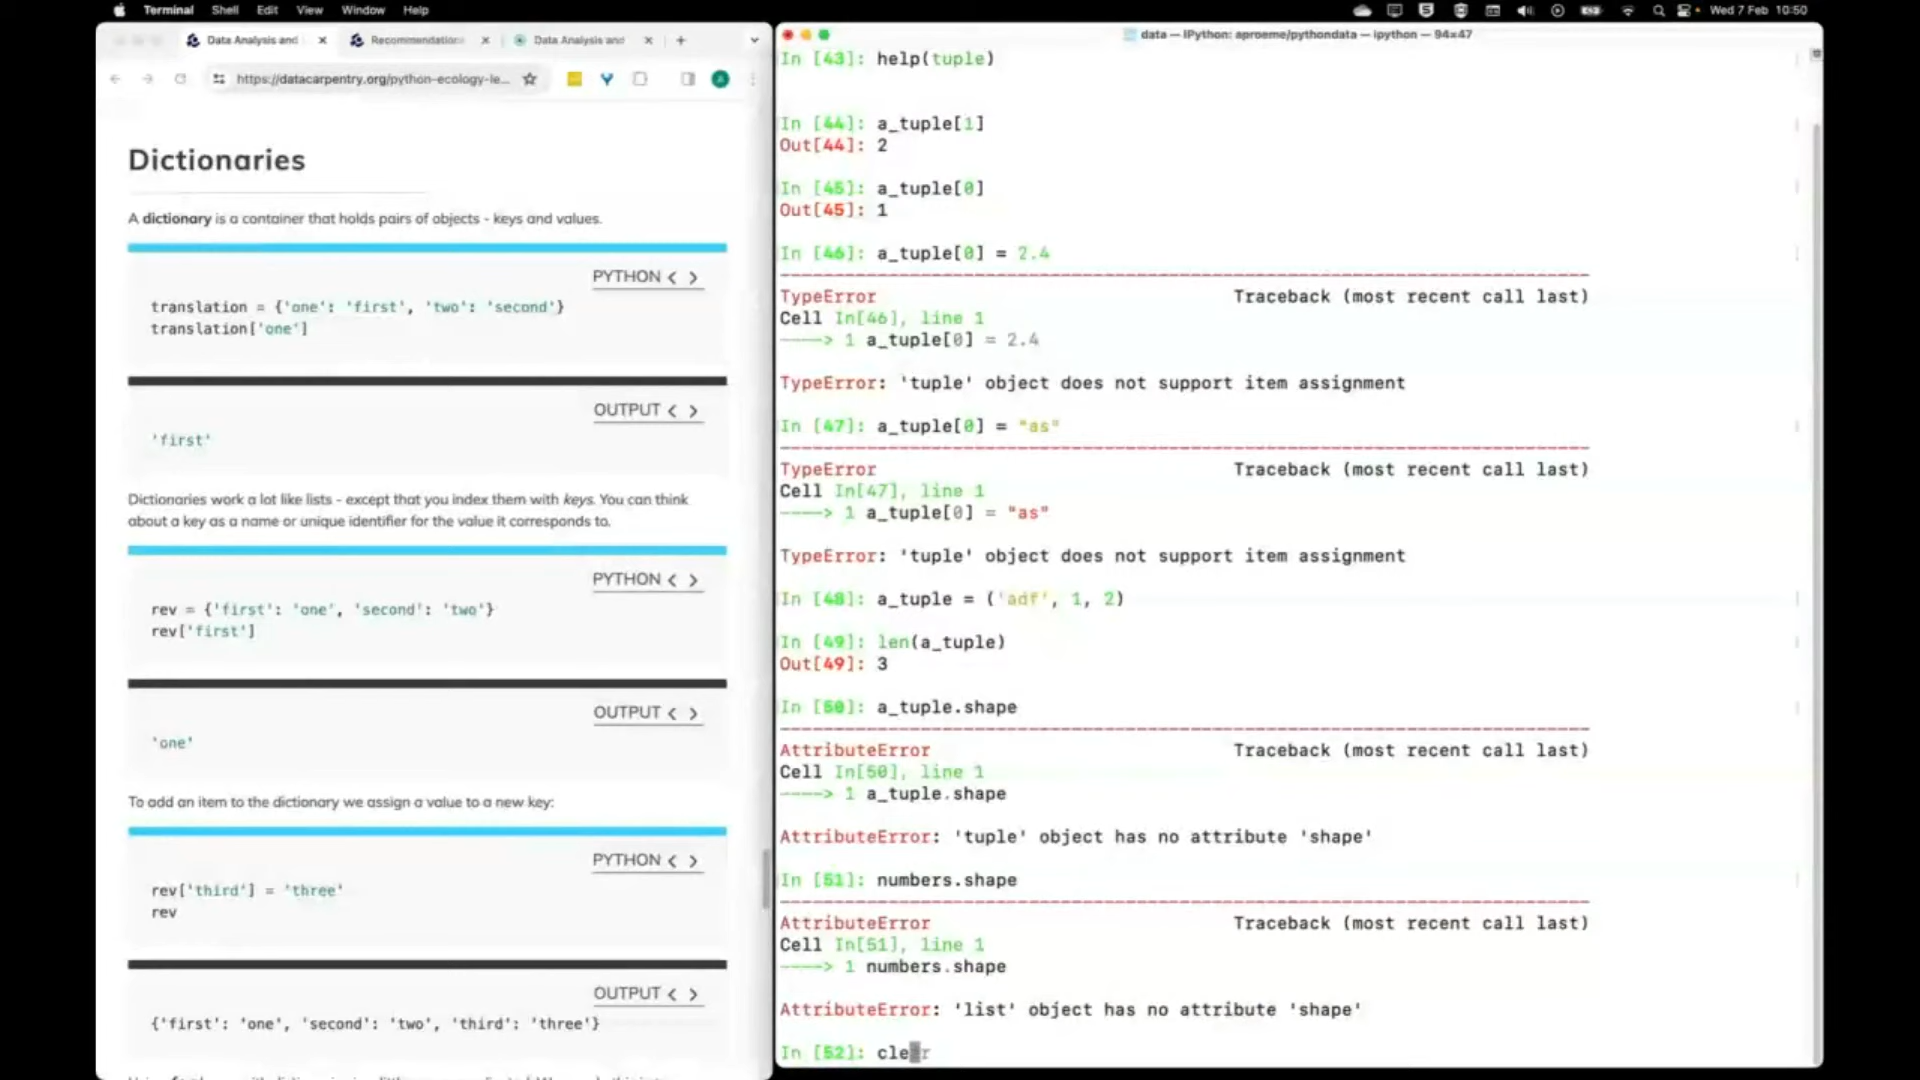 Terminal Shell Edit View Window Help
Wed 7 Feb 10:50
Data Analysis and
Recommendation
Data Analysis and
https://datacarpentry.org/python-ecology-le...
Dictionaries
A dictionary is a container that holds pairs of objects - keys and values.
PYTHON < >
translation = {'one': 'first', 'two': 'second'}
translation['one']
OUTPUT < >
'first'
Dictionaries work a lot like lists - except that you index them with keys. You can think
about a key as a name or unique identifier for the value it corresponds to.
PYTHON < >
rev = {'first': 'one', 'second': 'two'}
rev['first']
OUTPUT < >
'one'
To add an item to the dictionary we assign a value to a new key:
PYTHON < >
rev['third'] = 'three'
rev
OUTPUT < >
{'first': 'one', 'second': 'two', 'third': 'three'}
data — IPython: aproeme/pythondata — ipython — 94×47
In [43]: help(tuple)
In [44]: a_tuple[1]
Out[44]: 2
In [45]: a_tuple[0]
Out[45]: 1
In [46]: a_tuple[0] = 2.4
TypeError Traceback (most recent call last)
Cell In[46], line 1
----> 1 a_tuple[0] = 2.4
TypeError: 'tuple' object does not support item assignment
In [47]: a_tuple[0] = "as"
TypeError Traceback (most recent call last)
Cell In[47], line 1
----> 1 a_tuple[0] = "as"
TypeError: 'tuple' object does not support item assignment
In [48]: a_tuple = ('adf', 1, 2)
In [49]: len(a_tuple)
Out[49]: 3
In [50]: a_tuple.shape
AttributeError Traceback (most recent call last)
Cell In[50], line 1
----> 1 a_tuple.shape
AttributeError: 'tuple' object has no attribute 'shape'
In [51]: numbers.shape
AttributeError Traceback (most recent call last)
Cell In[51], line 1
----> 1 numbers.shape
AttributeError: 'list' object has no attribute 'shape'
In [52]: clear